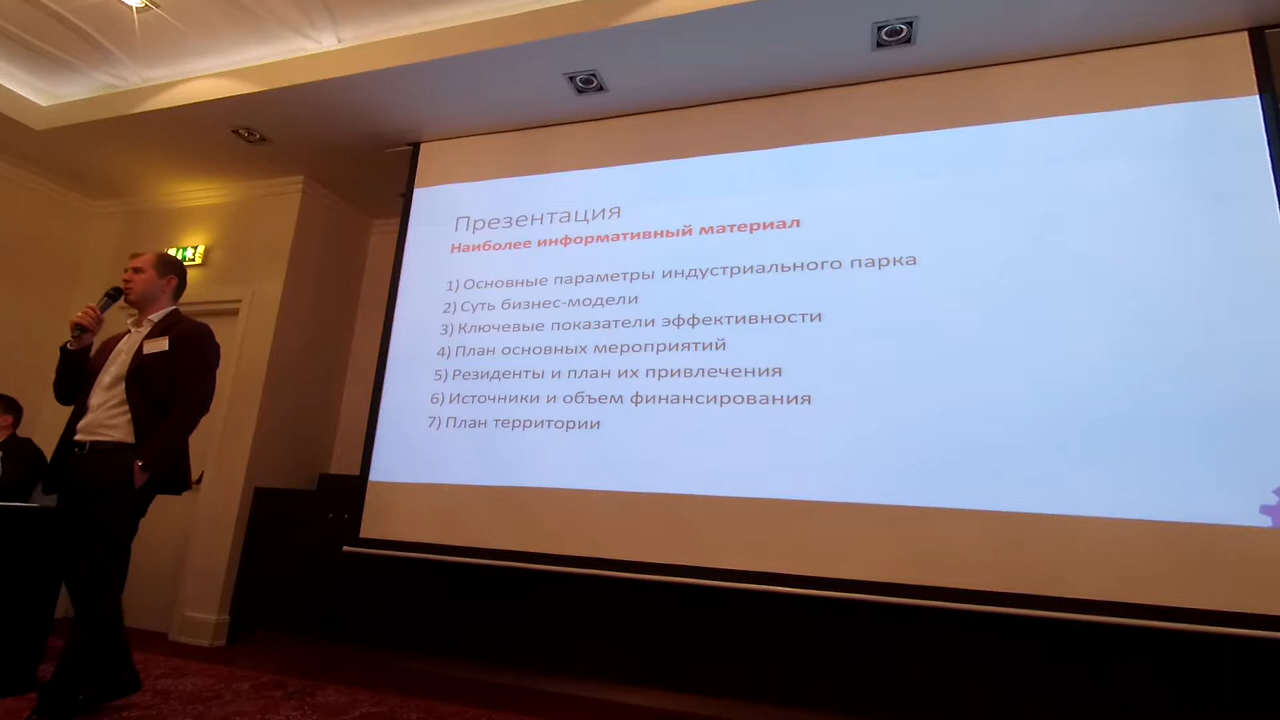 Презентация
Наиболее информативный материал
1) Основные параметры индустриального парка
2) Суть бизнес-модели
3) Ключевые показатели эффективности
4) План основных мероприятий
5) Резиденты и план их привлечения
6) Источники и объем финансирования
7) План территории